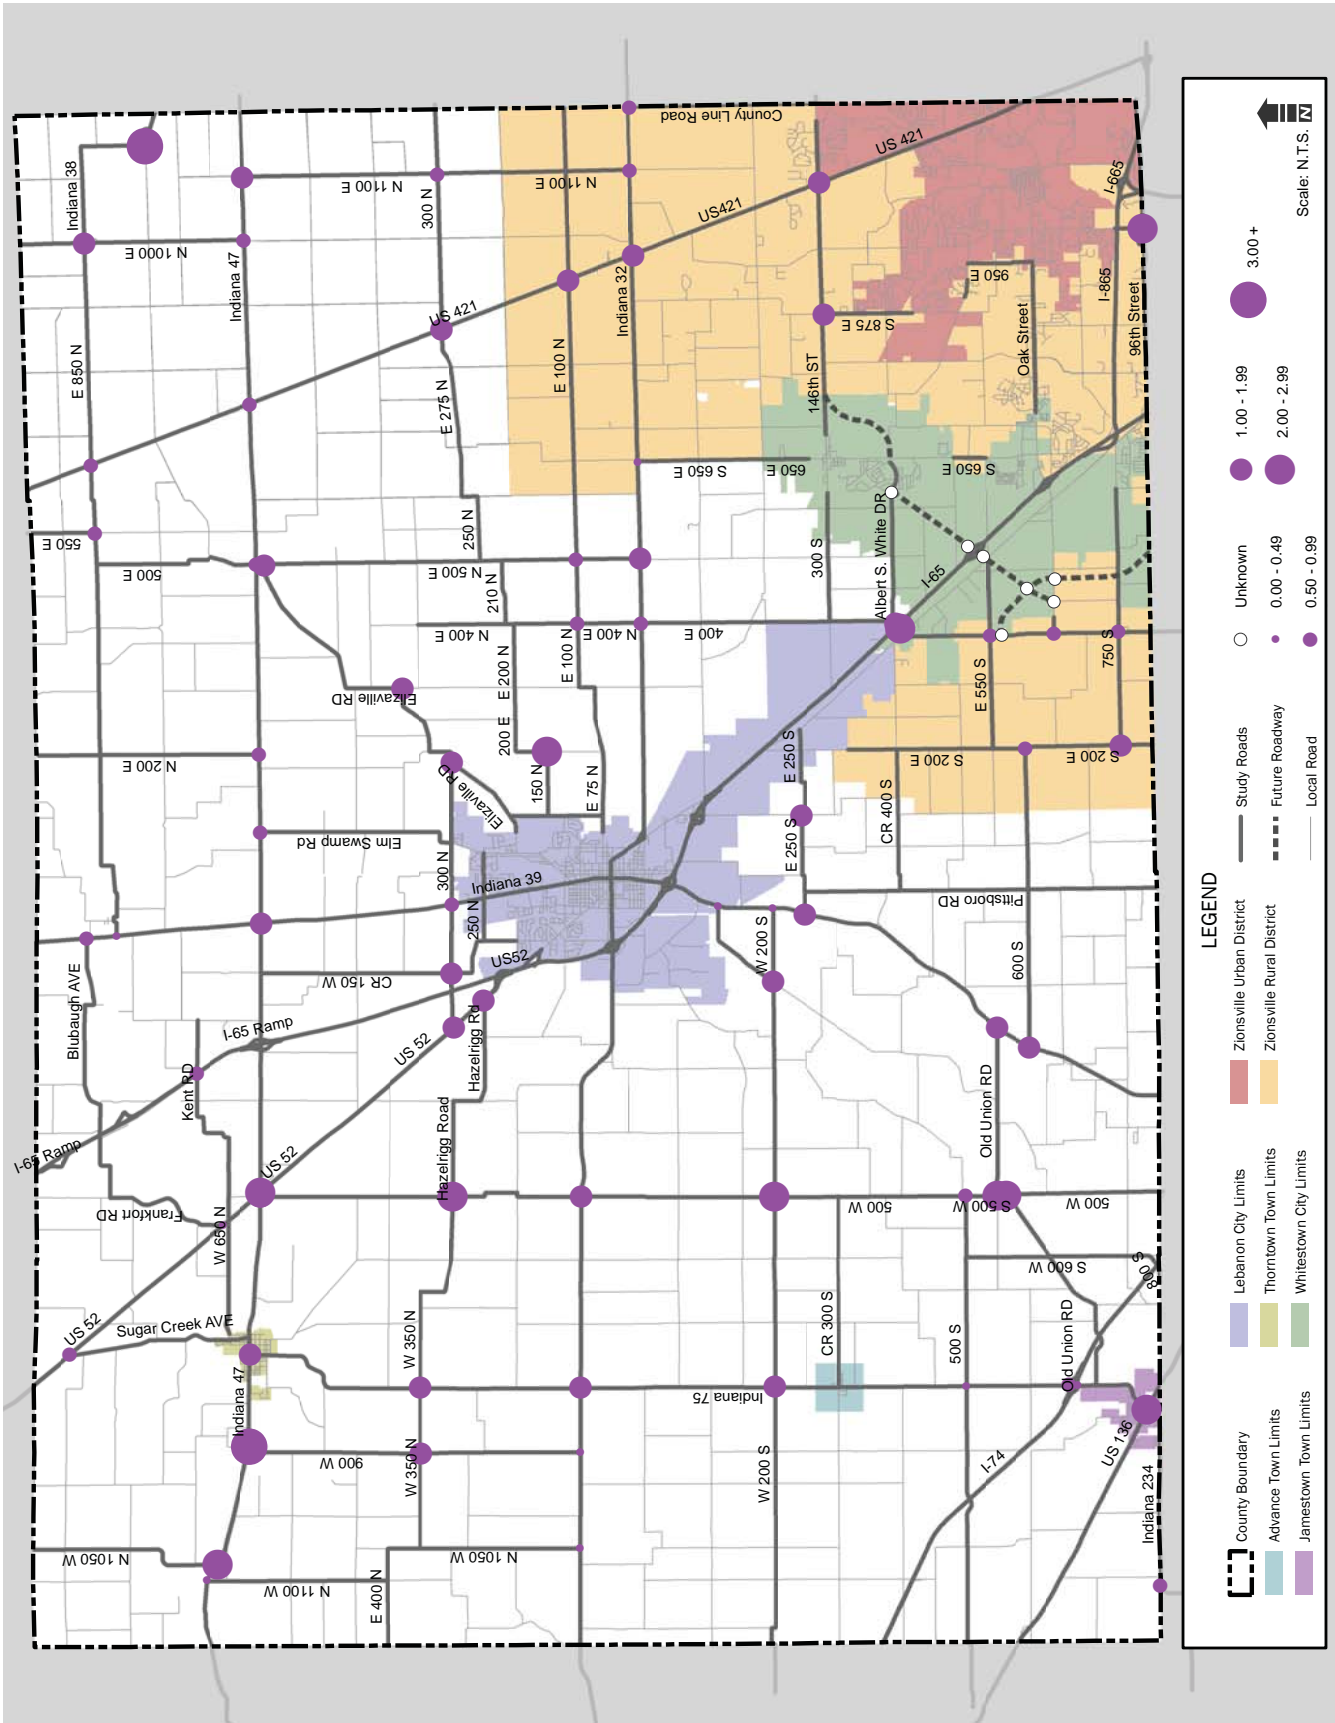 Indiana 38
N 1000 E
E 850 N
550 E
500 E
N 200 E
Blubaugh AVE
I-65 Ramp
I-65 Ramp
Kent RD
Frankfort RD
W 650 N
US 52
US 52
US 52
Sugar Creek AVE
Indiana 47
N 1050 W
N 1100 W
E 400 N
900 W
N 1050 W
W 350 N
W 350 N
Hazelrigg Road
Hazelrigg Rd
CR 150 W
Elm Swamp Rd
300 N
250 N
Indiana 39
US52
Elizaville RD
Elizaville RD
Indiana 47
N 1100 E
300 N
US 421
E 275 N
250 N
N 500 E
210 N
N 400 E
E 200 N
200 E
150 N
E 75 N
E 100 N
E 100 N
N 400 E
N 1100 E
US421
Indiana 32
County Line Road
US 421
146th ST
S 875 E
950 E
Oak Street
I-665
I-865
96th Street
S 650 E
650 E
S 650 E
300 S
Albert S. White DR
I-65
400 E
E 550 S
750 S
S 200 E
S 200 E
E 250 S
E 250 S
CR 400 S
Pittsboro RD
W 200 S
600 S
Old Union RD
500 W
S 500 W
500 W
S 600 W
800 S
CR 300 S
500 S
Old Union RD
Indiana 75
W 200 S
I-74
US 136
Indiana 234
LEGEND
County Boundary
Advance Town Limits
Jamestown Town Limits
Lebanon City Limits
Thorntown Town Limits
Whitestown City Limits
Zionsville Urban District
Zionsville Rural District
Study Roads
Future Roadway
Local Road
Unknown
0.00 - 0.49
0.50 - 0.99
1.00 - 1.99
2.00 - 2.99
3.00 +
N
Scale: N.T.S.